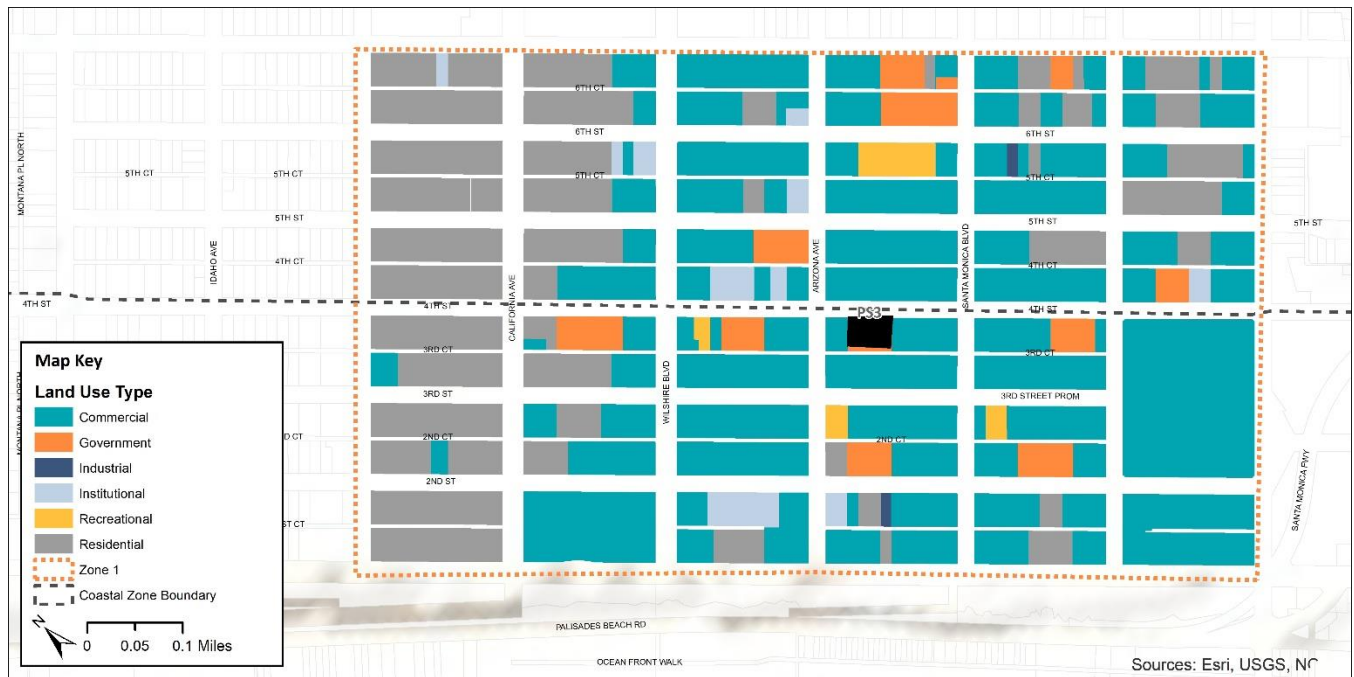 6TH CT
6TH ST
6TH ST
MONTANA PL NORTH
5TH CT
5TH CT
5TH CT
5TH CT
5TH ST
5TH ST
5TH ST
IDAHO AVE
4TH CT
4TH CT
4TH CT
CALIFORNIA AVE
ARIZONA AVE
SANTA MONICA BLVD
4TH ST
4TH ST
4TH ST
PS3
3RD CT
3RD CT
WILSHIRE BLVD
3RD ST
3RD STREET PROM
2ND CT
2ND CT
2ND ST
SANTA MONICA FWY
Map Key
Land Use Type
Commercial
Government
Industrial
Institutional
Recreational
Residential
Zone 1
Coastal Zone Boundary
N
0 0.05 0.1 Miles
PALISADES BEACH RD
OCEAN FRONT WALK
Sources: Esri, USGS,